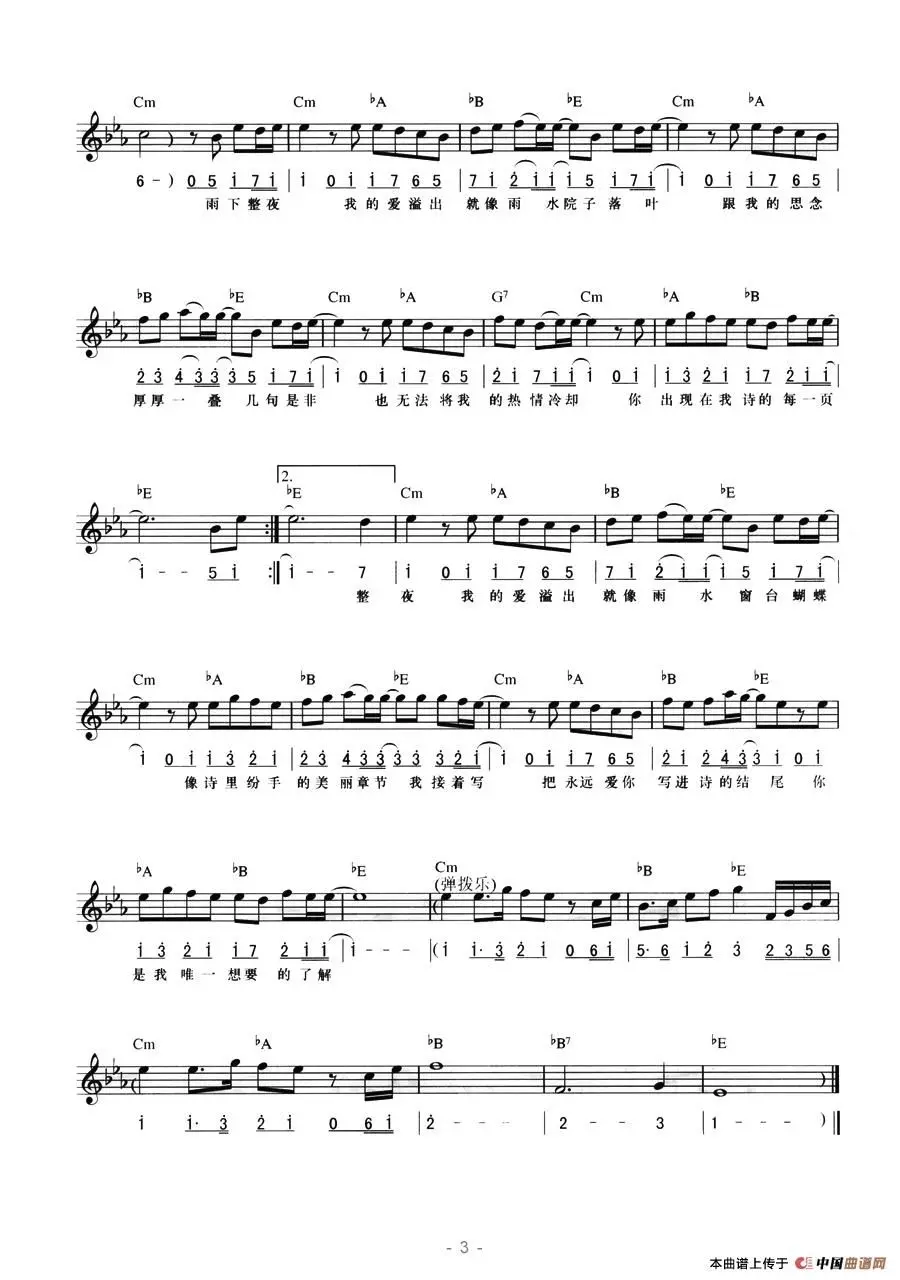 Cm Cm ♭A ♭B ♭E Cm ♭A
6 - ) 0 5 i 7 i | i 0 i i 7 6 5 | 7 i 2 i i i 5 i 7 i | i 0 i i 7 6 5
雨下整夜 我的爱溢出 就像雨 水院子落叶 跟我的思念
♭B ♭E Cm ♭A G7 Cm ♭A ♭B
2 3 4 3 3 3 5 i 7 i | i 0 i i 7 6 5 | 2 i i 7 i i i 0 i | i 3 2 i i 7 2 i i
厚厚一 叠 几句是非 也无法将我 的热情冷却 你 出现在我诗的每一页
2.
♭E ♭E Cm ♭A ♭B ♭E
i - - 5 i :‖ i - - 7 | i 0 i i 7 6 5 | 7 i 2 i i i 5 i 7 i
整 夜 我的爱溢出 就像雨 水 窗台蝴蝶
Cm ♭A ♭B ♭E Cm ♭A ♭B ♭E
i 0 i i 3 2 i | 2 3 4 3 3 3 3 3 2 i | i 0 i i 7 6 5 | 2 i 2 4 3 3 i 0 i
像诗里纷手 的美丽章节 我接着写 把永远爱你 写进诗的结尾你
♭A ♭B ♭E Cm
(弹拨乐)
i 3 2 i i 7 2 i i | i - - - | (i i· 3 2 i 0 6 i | 5· 6 i 2 3 2 3 5 6
是我 唯一想要 的了解
Cm ♭A ♭B ♭B7 ♭E
i i· 3 2 i 0 6 i | 2 - - - | 2 - - 3 | 1 - - - ) ‖
- 3 -
本曲谱上传于 中国曲谱网